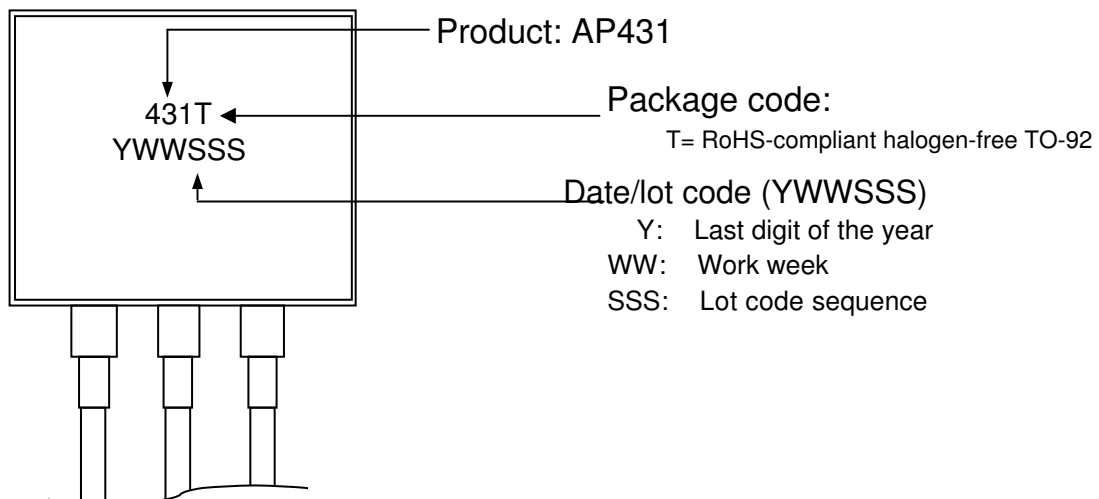 Product: AP431
431T
YWWSSS
Package code:
T= RoHS-compliant halogen-free TO-92
Date/lot code (YWWSSS)
Y: Last digit of the year
WW: Work week
SSS: Lot code sequence